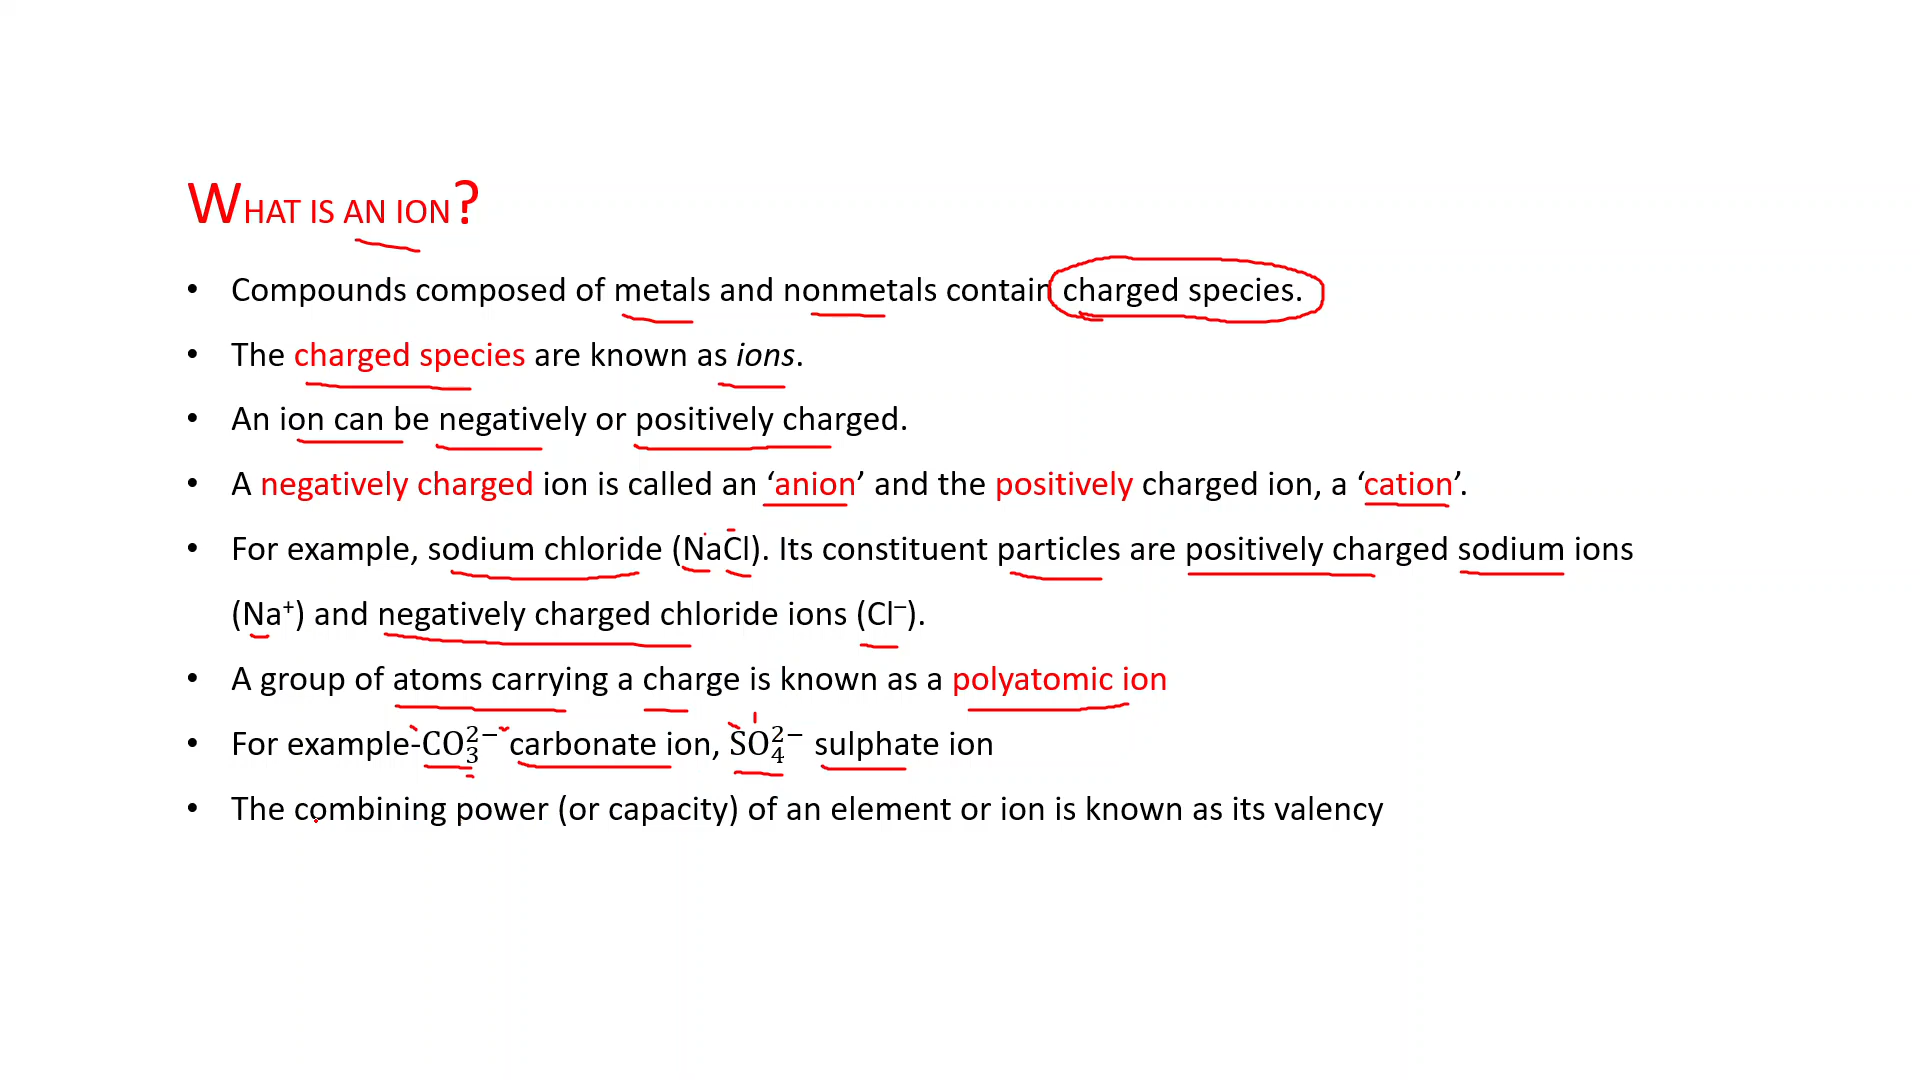 WHAT IS AN ION?
• Compounds composed of metals and nonmetals contain charged species.
• The charged species are known as ions.
• An ion can be negatively or positively charged.
• A negatively charged ion is called an ‘anion’ and the positively charged ion, a ‘cation’.
• For example, sodium chloride (NaCl). Its constituent particles are positively charged sodium ions
(Na⁺) and negatively charged chloride ions (Cl⁻).
• A group of atoms carrying a charge is known as a polyatomic ion
• For example-CO₃²⁻ carbonate ion, SO₄²⁻ sulphate ion
• The combining power (or capacity) of an element or ion is known as its valency